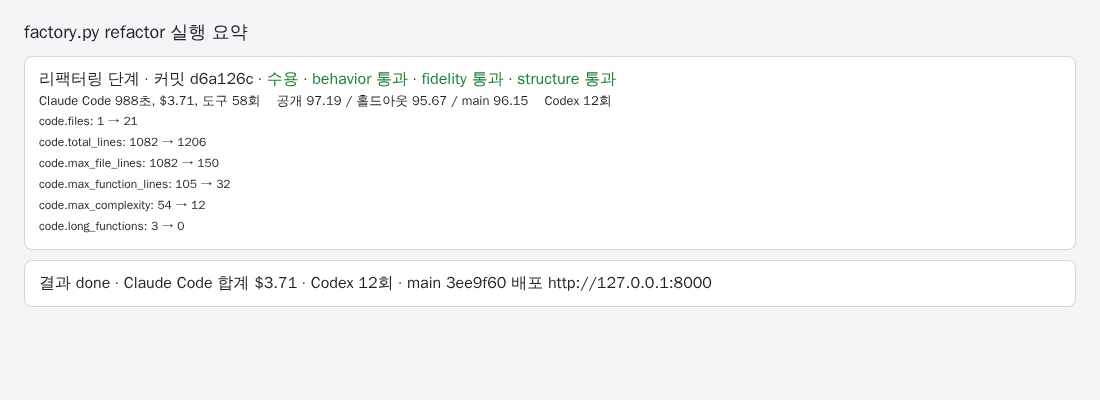 factory.py refactor 실행 요약
리팩터링 단계 · 커밋 d6a126c · 수용 · behavior 통과 · fidelity 통과 · structure 통과
Claude Code 988초, $3.71, 도구 58회 공개 97.19 / 홀드아웃 95.67 / main 96.15 Codex 12회
code.files: 1 → 21
code.total_lines: 1082 → 1206
code.max_file_lines: 1082 → 150
code.max_function_lines: 105 → 32
code.max_complexity: 54 → 12
code.long_functions: 3 → 0
결과 done · Claude Code 합계 $3.71 · Codex 12회 · main 3ee9f60 배포 http://127.0.0.1:8000